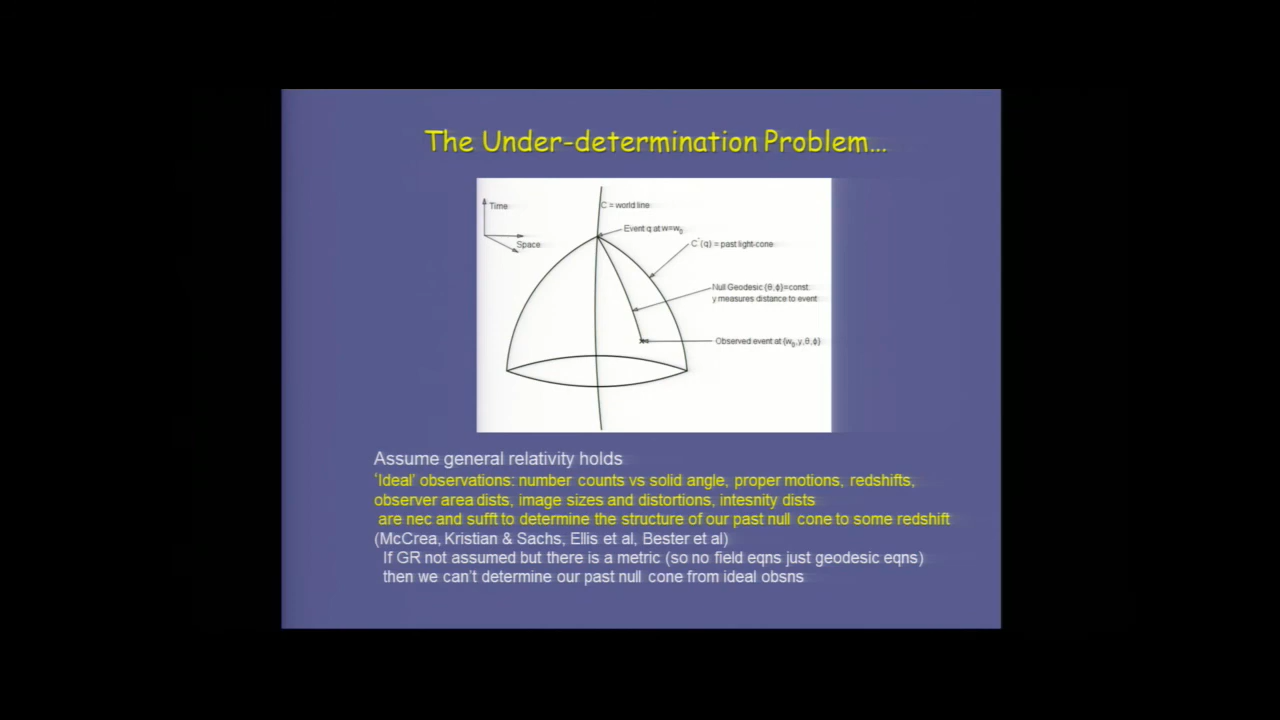 The Under-determination Problem...
Time
C = world line
Event q at w=w₀
Space
C⁻(q) = past light-cone
Null Geodesic (θ,ϕ)=const
y measures distance to event
Observed event at (w₀,y,θ,ϕ)
Assume general relativity holds
'Ideal' observations: number counts vs solid angle, proper motions, redshifts,
observer area dists, image sizes and distortions, intesnity dists
are nec and sufft to determine the structure of our past null cone to some redshift
(McCrea, Kristian & Sachs, Ellis et al, Bester et al)
If GR not assumed but there is a metric (so no field eqns just geodesic eqns)
then we can't determine our past null cone from ideal obsns